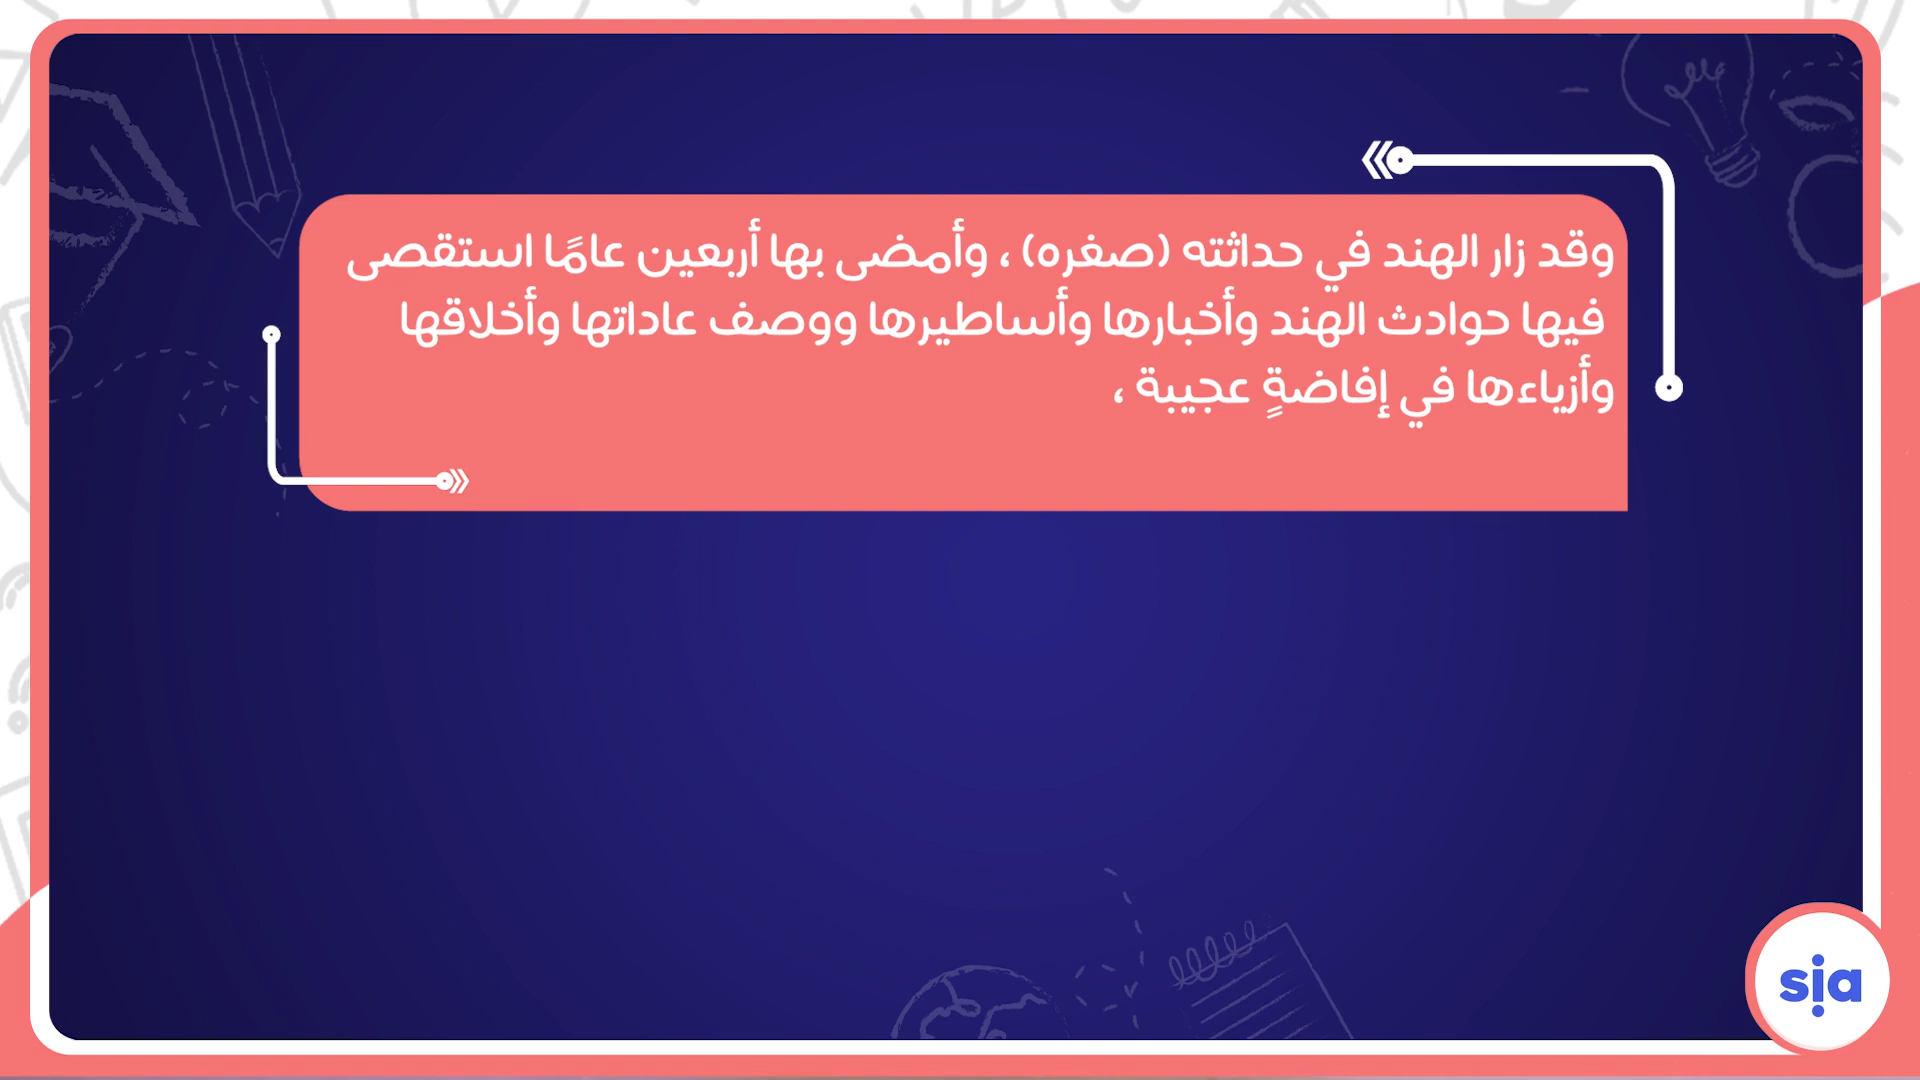 وقد زار الهند في حداثته (صغره) ، وأمضى بها أربعين عامًا استقصى
فيها حوادث الهند وأخبارها وأساطيرها ووصف عاداتها وأخلاقها
وأزياءها في إفاضةٍ عجيبة ،
sia